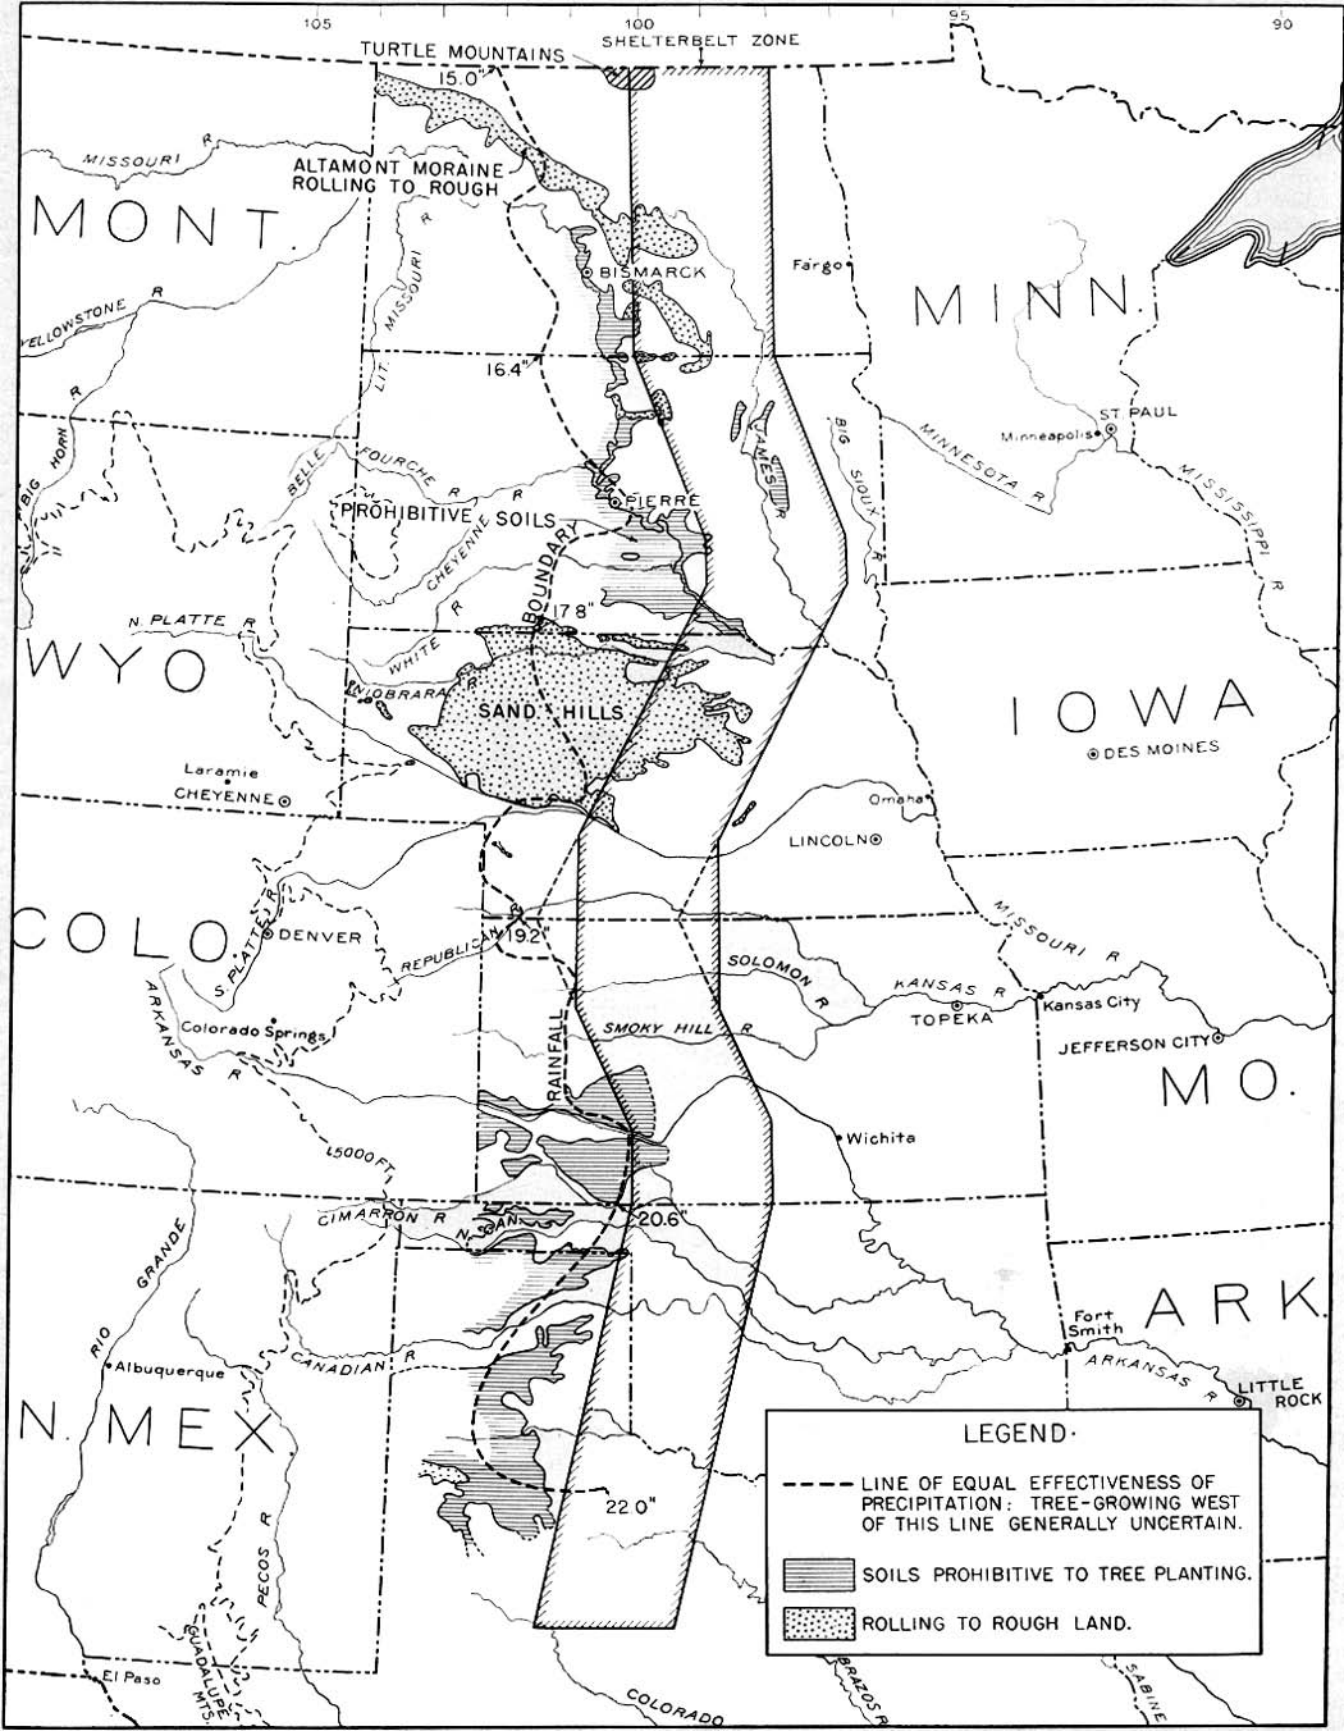 105
100
95
90
TURTLE MOUNTAINS
SHELTERBELT ZONE
15.0"
MISSOURI R
ALTAMONT MORAINE
ROLLING TO ROUGH
MONT.
R
BISMARCK
Fargo
MINN.
YELLOWSTONE R
LIT. MISSOURI
16.4"
R
BIG HORN
ST. PAUL
Minneapolis
MINNESOTA R
MISSISSIPPI R
BIG SIOUX R
JAMES R
BELLE FOURCHE R
R
PIERRE
PROHIBITIVE SOILS
CHEYENNE
BOUNDARY
17.8"
N. PLATTE R
WYO
WHITE R
NIOBRARA R
SAND HILLS
IOWA
DES MOINES
Laramie
CHEYENNE
Omaha
LINCOLN
COLO.
S. PLATTE R
DENVER
REPUBLICAN R
19.2"
MISSOURI R
SOLOMON R
KANSAS R
TOPEKA
Kansas City
ARKANSAS R
Colorado Springs
RAINFALL
SMOKY HILL R
JEFFERSON CITY
MO.
5000 FT.
Wichita
CIMARRON R
N. CAN.
20.6"
RIO GRANDE
ARK.
Fort
Smith
Albuquerque
CANADIAN R
ARKANSAS R
LITTLE
ROCK
N. MEX.
22.0"
PECOS R
LEGEND.
LINE OF EQUAL EFFECTIVENESS OF
PRECIPITATION: TREE-GROWING WEST
OF THIS LINE GENERALLY UNCERTAIN.
SOILS PROHIBITIVE TO TREE PLANTING.
ROLLING TO ROUGH LAND.
El Paso
GUADALUPE
MTS.
COLORADO
BRAZOS R
SABINE